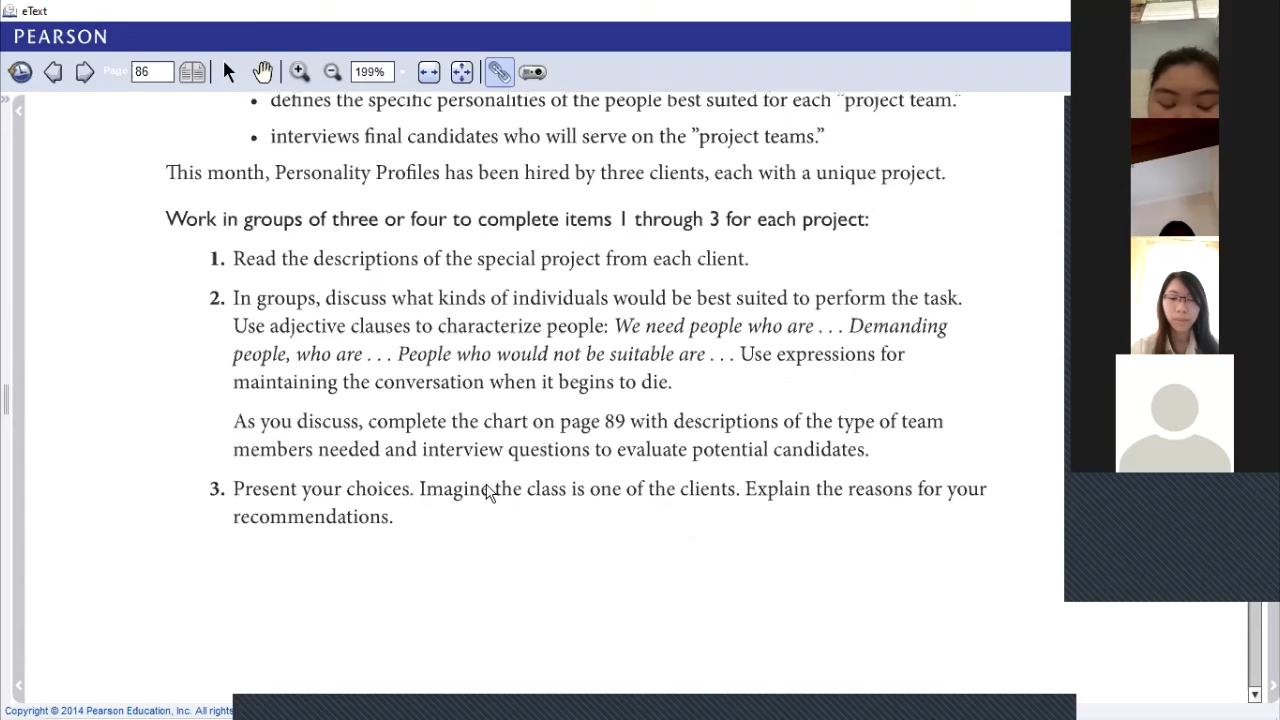 eText
PEARSON
Page 86
199%
• defines the specific personalities of the people best suited for each "project team."
• interviews final candidates who will serve on the "project teams."
This month, Personality Profiles has been hired by three clients, each with a unique project.
Work in groups of three or four to complete items 1 through 3 for each project:
1. Read the descriptions of the special project from each client.
2. In groups, discuss what kinds of individuals would be best suited to perform the task.
Use adjective clauses to characterize people: We need people who are . . . Demanding
people, who are . . . People who would not be suitable are . . . Use expressions for
maintaining the conversation when it begins to die.
As you discuss, complete the chart on page 89 with descriptions of the type of team
members needed and interview questions to evaluate potential candidates.
3. Present your choices. Imagine the class is one of the clients. Explain the reasons for your
recommendations.
Copyright © 2014 Pearson Education, Inc. All rights